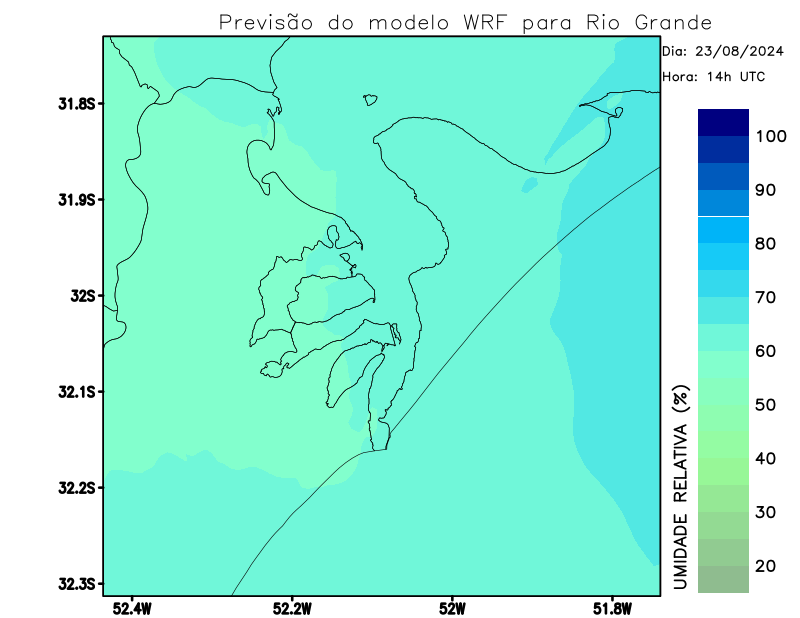 Previsão do modelo WRF para Rio Grande
Dia: 23/08/2024
Hora: 14h UTC
31.8S
31.9S
32S
32.1S
32.2S
32.3S
52.4W
52.2W
52W
51.8W
100
90
80
70
60
50
40
30
20
UMIDADE RELATIVA (%)